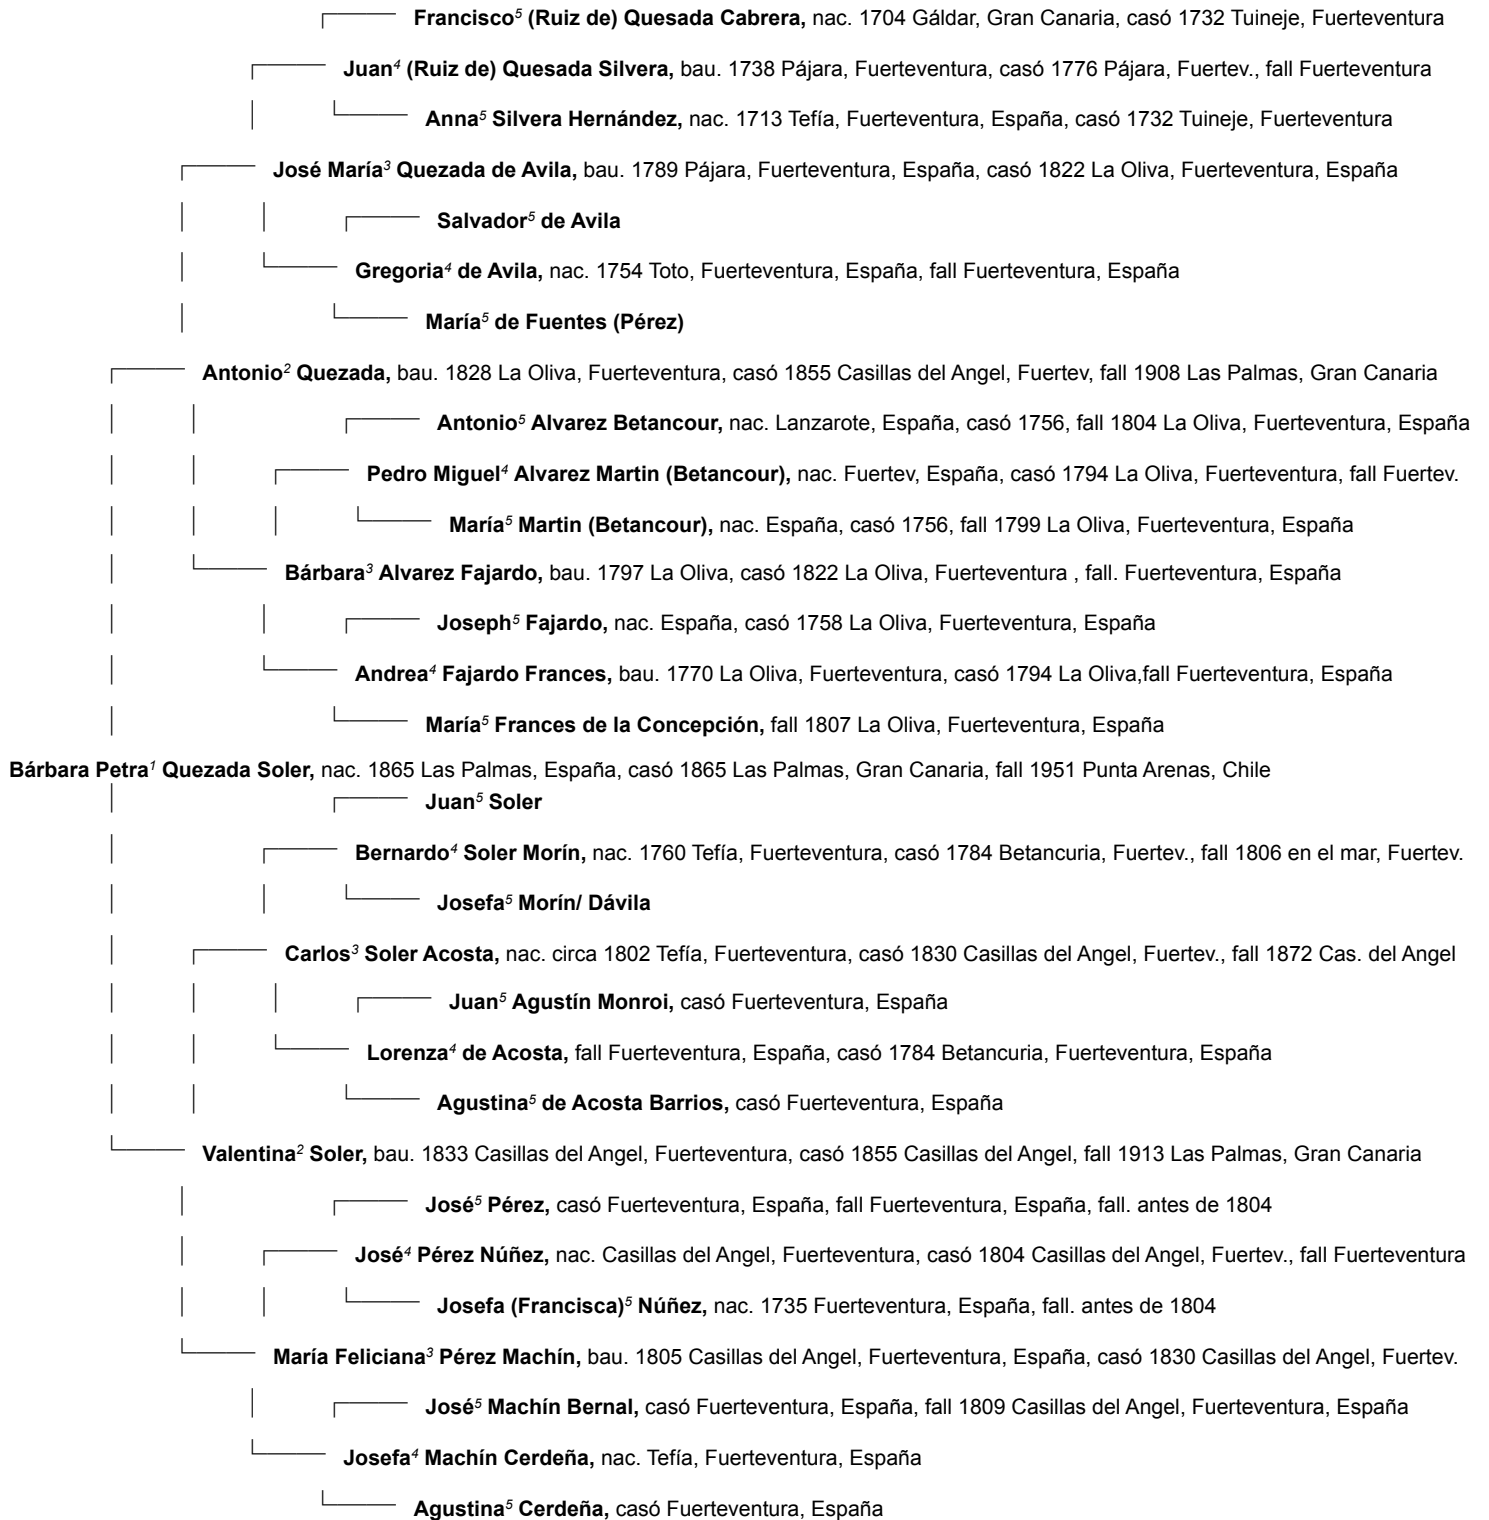 Francisco⁵ (Ruiz de) Quesada Cabrera, nac. 1704 Gáldar, Gran Canaria, casó 1732 Tuineje, Fuerteventura
Juan⁴ (Ruiz de) Quesada Silvera, bau. 1738 Pájara, Fuerteventura, casó 1776 Pájara, Fuertev., fall Fuerteventura
Anna⁵ Silvera Hernández, nac. 1713 Tefía, Fuerteventura, España, casó 1732 Tuineje, Fuerteventura
José María³ Quezada de Avila, bau. 1789 Pájara, Fuerteventura, España, casó 1822 La Oliva, Fuerteventura, España
Salvador⁵ de Avila
Gregoria⁴ de Avila, nac. 1754 Toto, Fuerteventura, España, fall Fuerteventura, España
María⁵ de Fuentes (Pérez)
Antonio² Quezada, bau. 1828 La Oliva, Fuerteventura, casó 1855 Casillas del Angel, Fuertev, fall 1908 Las Palmas, Gran Canaria
Antonio⁵ Alvarez Betancour, nac. Lanzarote, España, casó 1756, fall 1804 La Oliva, Fuerteventura, España
Pedro Miguel⁴ Alvarez Martin (Betancour), nac. Fuertev, España, casó 1794 La Oliva, Fuerteventura, fall Fuertev.
María⁵ Martin (Betancour), nac. España, casó 1756, fall 1799 La Oliva, Fuerteventura, España
Bárbara³ Alvarez Fajardo, bau. 1797 La Oliva, casó 1822 La Oliva, Fuerteventura , fall. Fuerteventura, España
Joseph⁵ Fajardo, nac. España, casó 1758 La Oliva, Fuerteventura, España
Andrea⁴ Fajardo Frances, bau. 1770 La Oliva, Fuerteventura, casó 1794 La Oliva,fall Fuerteventura, España
María⁵ Frances de la Concepción, fall 1807 La Oliva, Fuerteventura, España
Bárbara Petra¹ Quezada Soler, nac. 1865 Las Palmas, España, casó 1865 Las Palmas, Gran Canaria, fall 1951 Punta Arenas, Chile
Juan⁵ Soler
Bernardo⁴ Soler Morín, nac. 1760 Tefía, Fuerteventura, casó 1784 Betancuria, Fuertev., fall 1806 en el mar, Fuertev.
Josefa⁵ Morín/ Dávila
Carlos³ Soler Acosta, nac. circa 1802 Tefía, Fuerteventura, casó 1830 Casillas del Angel, Fuertev., fall 1872 Cas. del Angel
Juan⁵ Agustín Monroi, casó Fuerteventura, España
Lorenza⁴ de Acosta, fall Fuerteventura, España, casó 1784 Betancuria, Fuerteventura, España
Agustina⁵ de Acosta Barrios, casó Fuerteventura, España
Valentina² Soler, bau. 1833 Casillas del Angel, Fuerteventura, casó 1855 Casillas del Angel, fall 1913 Las Palmas, Gran Canaria
José⁵ Pérez, casó Fuerteventura, España, fall Fuerteventura, España, fall. antes de 1804
José⁴ Pérez Núñez, nac. Casillas del Angel, Fuerteventura, casó 1804 Casillas del Angel, Fuertev., fall Fuerteventura
Josefa (Francisca)⁵ Núñez, nac. 1735 Fuerteventura, España, fall. antes de 1804
María Feliciana³ Pérez Machín, bau. 1805 Casillas del Angel, Fuerteventura, España, casó 1830 Casillas del Angel, Fuertev.
José⁵ Machín Bernal, casó Fuerteventura, España, fall 1809 Casillas del Angel, Fuerteventura, España
Josefa⁴ Machín Cerdeña, nac. Tefía, Fuerteventura, España
Agustina⁵ Cerdeña, casó Fuerteventura, España